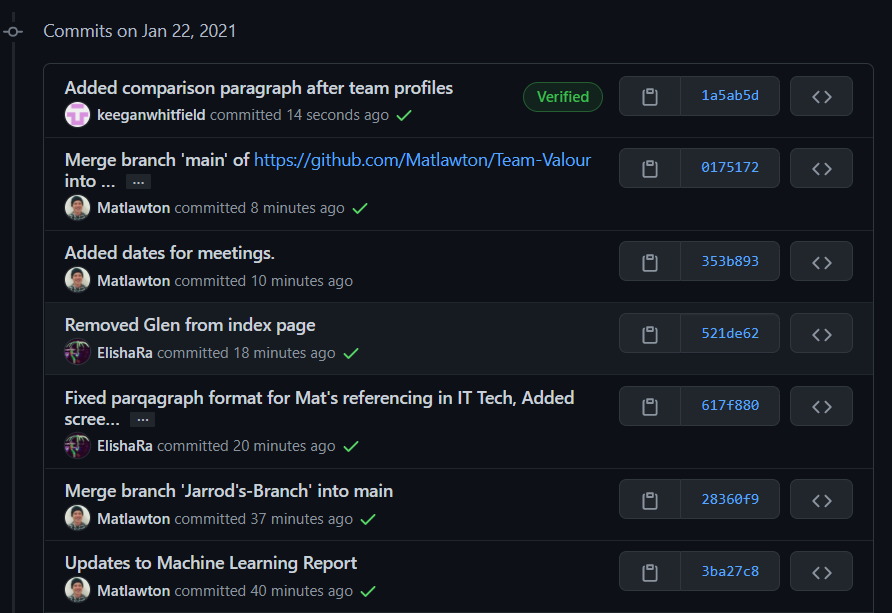 Commits on Jan 22, 2021
Added comparison paragraph after team profiles
keeganwhitfield committed 14 seconds ago
Verified
1a5ab5d
Merge branch 'main' of https://github.com/Matlawton/Team-Valour
into ... ...
Matlawton committed 8 minutes ago
0175172
Added dates for meetings.
Matlawton committed 10 minutes ago
353b893
Removed Glen from index page
ElishaRa committed 18 minutes ago
521de62
Fixed parqagraph format for Mat's referencing in IT Tech, Added
scree... ...
ElishaRa committed 20 minutes ago
617f880
Merge branch 'Jarrod's-Branch' into main
Matlawton committed 37 minutes ago
28360f9
Updates to Machine Learning Report
Matlawton committed 40 minutes ago
3ba27c8